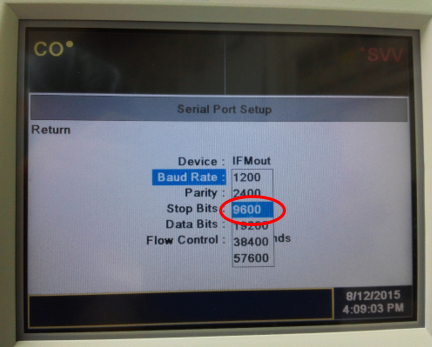 CO•
SVV
Serial Port Setup
Return
Device : IFMout
Baud Rate : 1200
Parity : 2400
Stop Bits : 9600
Data Bits : 19200
Flow Control : 38400 nds
57600
8/12/2015
4:09:03 PM